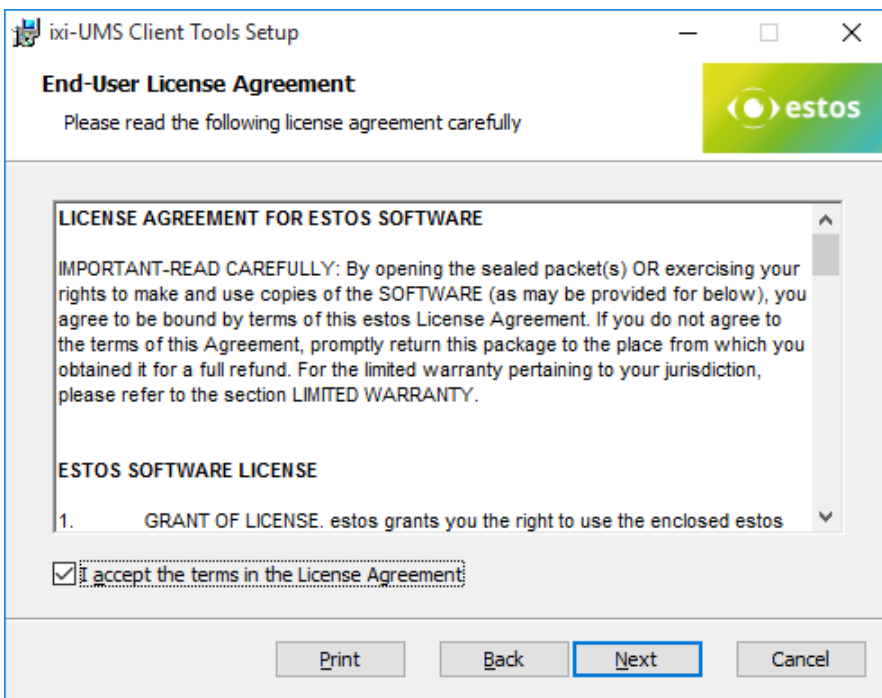 ixi-UMS Client Tools Setup
End-User License Agreement
Please read the following license agreement carefully
estos
LICENSE AGREEMENT FOR ESTOS SOFTWARE
IMPORTANT-READ CAREFULLY: By opening the sealed packet(s) OR exercising your
rights to make and use copies of the SOFTWARE (as may be provided for below), you
agree to be bound by terms of this estos License Agreement. If you do not agree to
the terms of this Agreement, promptly return this package to the place from which you
obtained it for a full refund. For the limited warranty pertaining to your jurisdiction,
please refer to the section LIMITED WARRANTY.
ESTOS SOFTWARE LICENSE
1. GRANT OF LICENSE. estos grants you the right to use the enclosed estos
I accept the terms in the License Agreement
Print Back Next Cancel